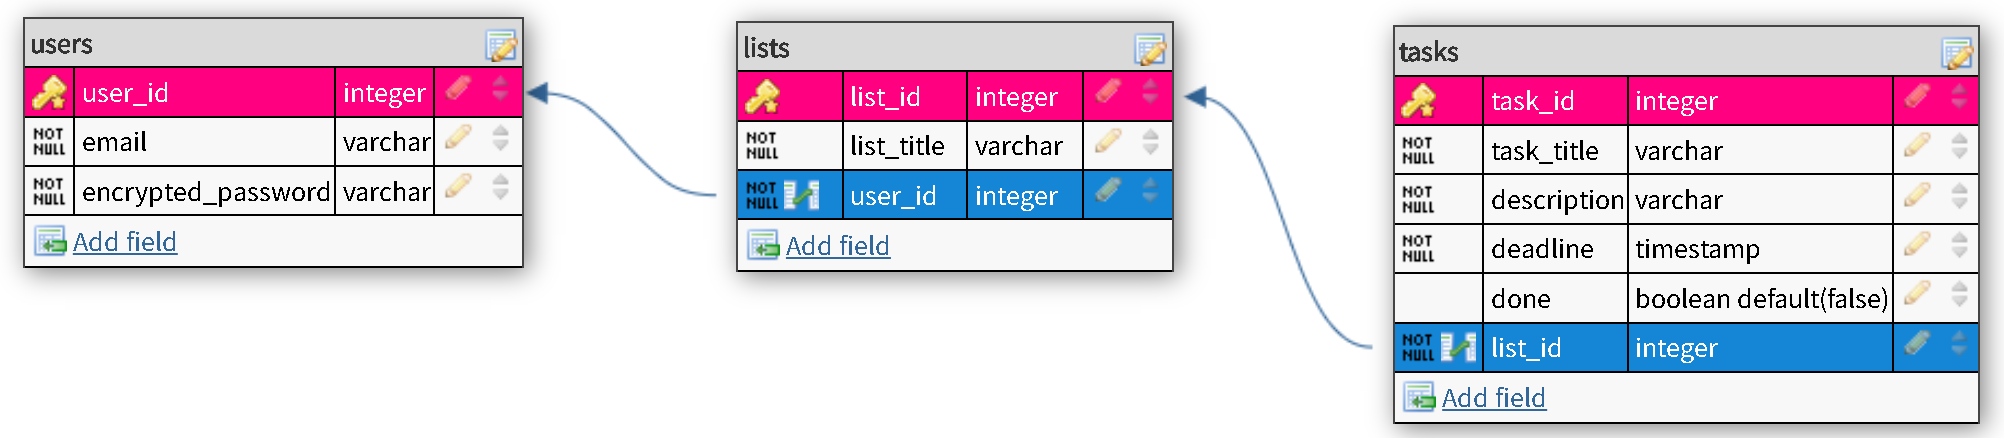 users
user_id integer
NOT NULL email varchar
NOT NULL encrypted_password varchar
Add field
lists
list_id integer
NOT NULL list_title varchar
NOT NULL user_id integer
Add field
tasks
task_id integer
NOT NULL task_title varchar
NOT NULL description varchar
NOT NULL deadline timestamp
done boolean default(false)
NOT NULL list_id integer
Add field